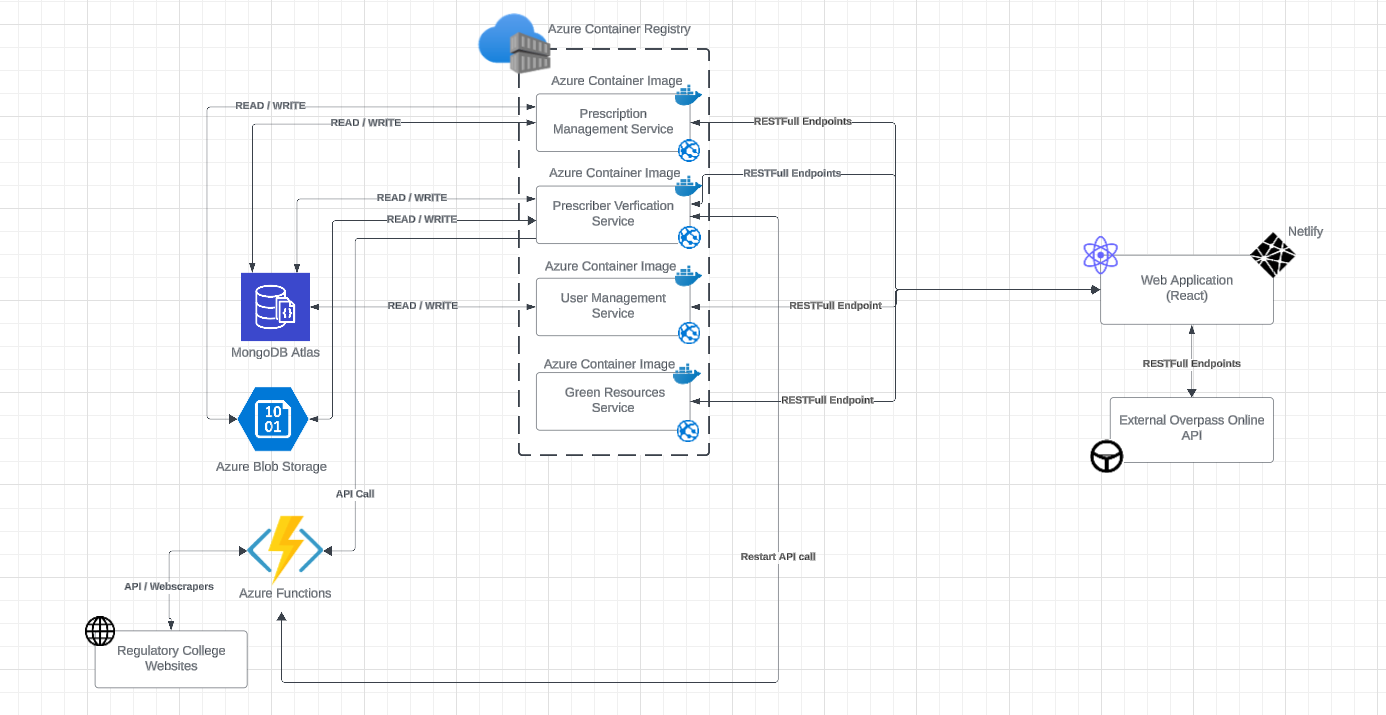 Azure Container Registry
Azure Container Image
READ / WRITE
Prescription
Management Service
READ / WRITE
RESTFull Endpoints
Azure Container Image
RESTFull Endpoints
READ / WRITE
Prescriber Verfication
Service
READ / WRITE
Netlify
Azure Container Image
Web Application
(React)
User Management
Service
READ / WRITE
RESTFull Endpoint
MongoDB Atlas
Azure Container Image
RESTFull Endpoints
Green Resources
Service
RESTFull Endpoint
10
01
External Overpass Online
API
Azure Blob Storage
API Call
Restart API call
API / Webscrapers
Azure Functions
Regulatory College
Websites